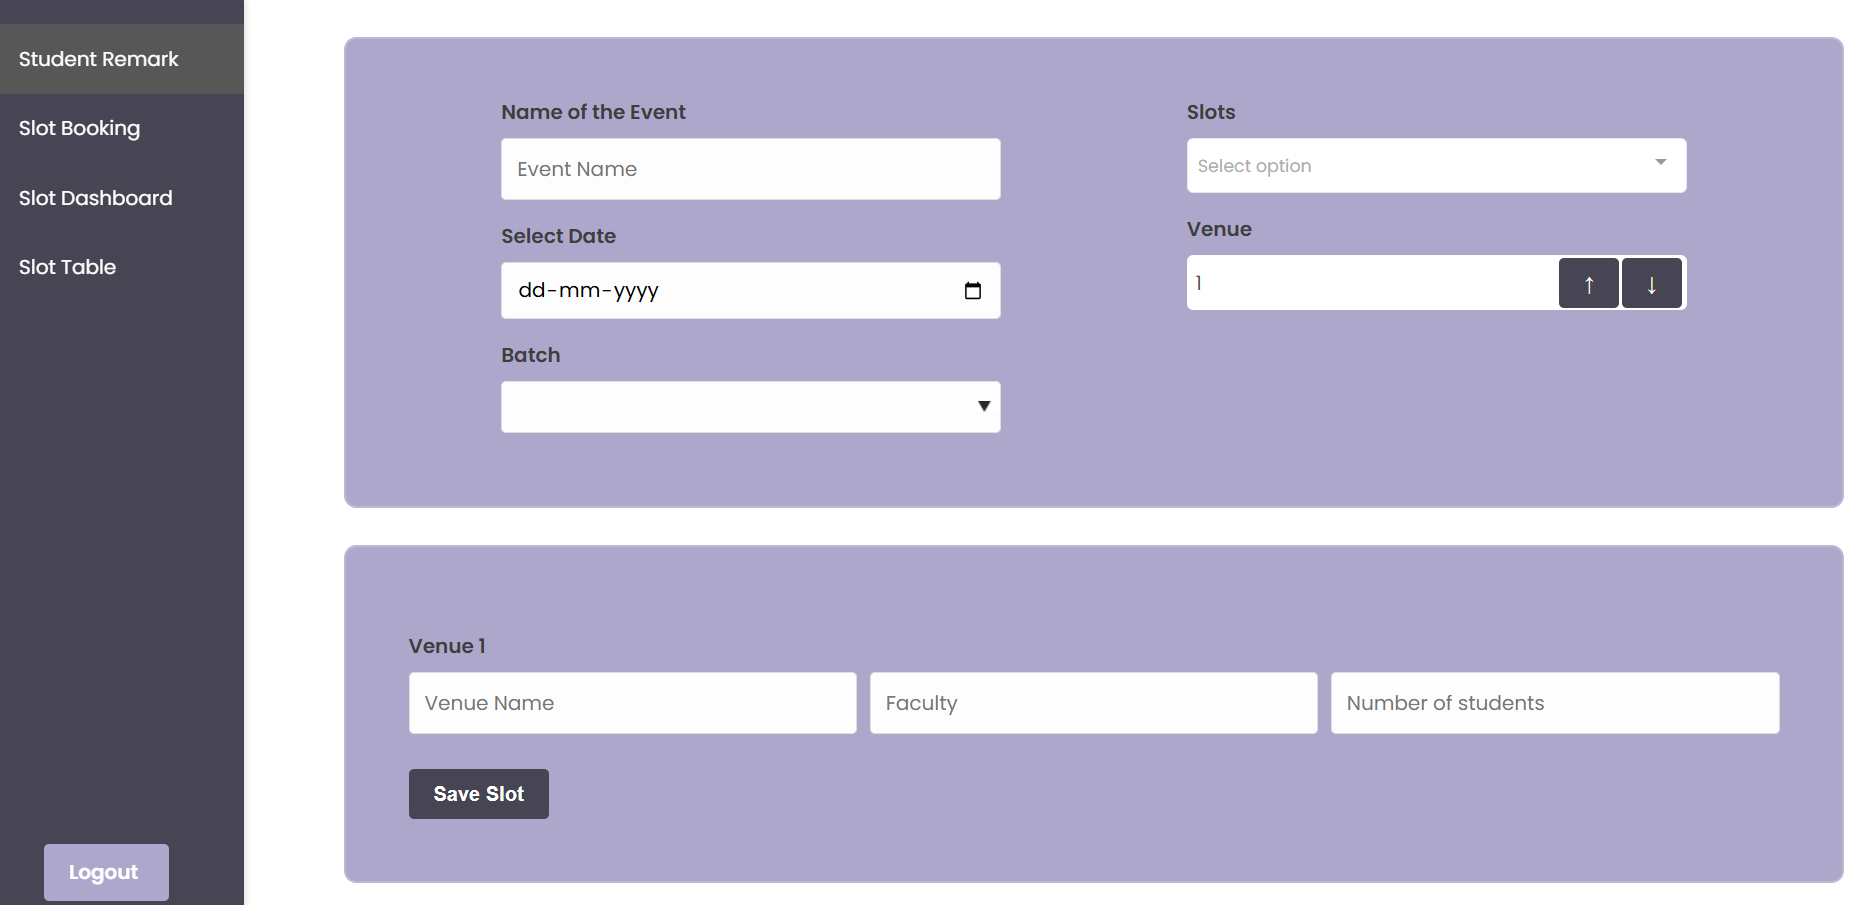 Student Remark
Slot Booking
Slot Dashboard
Slot Table
Logout
Name of the Event
Event Name
Select Date
dd-mm-yyyy
Batch
Slots
Select option
Venue
1
↑ ↓
Venue 1
Venue Name Faculty Number of students
Save Slot